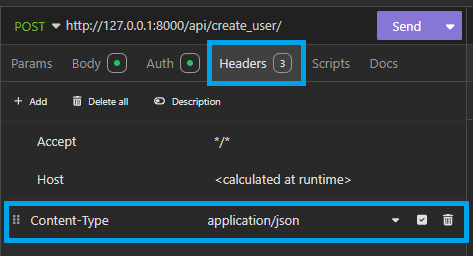 POST http://127.0.0.1:8000/api/create_user/ Send
Params Body Auth Headers 3 Scripts Docs
Add Delete all Description
Accept */*
Host <calculated at runtime>
Content-Type application/json